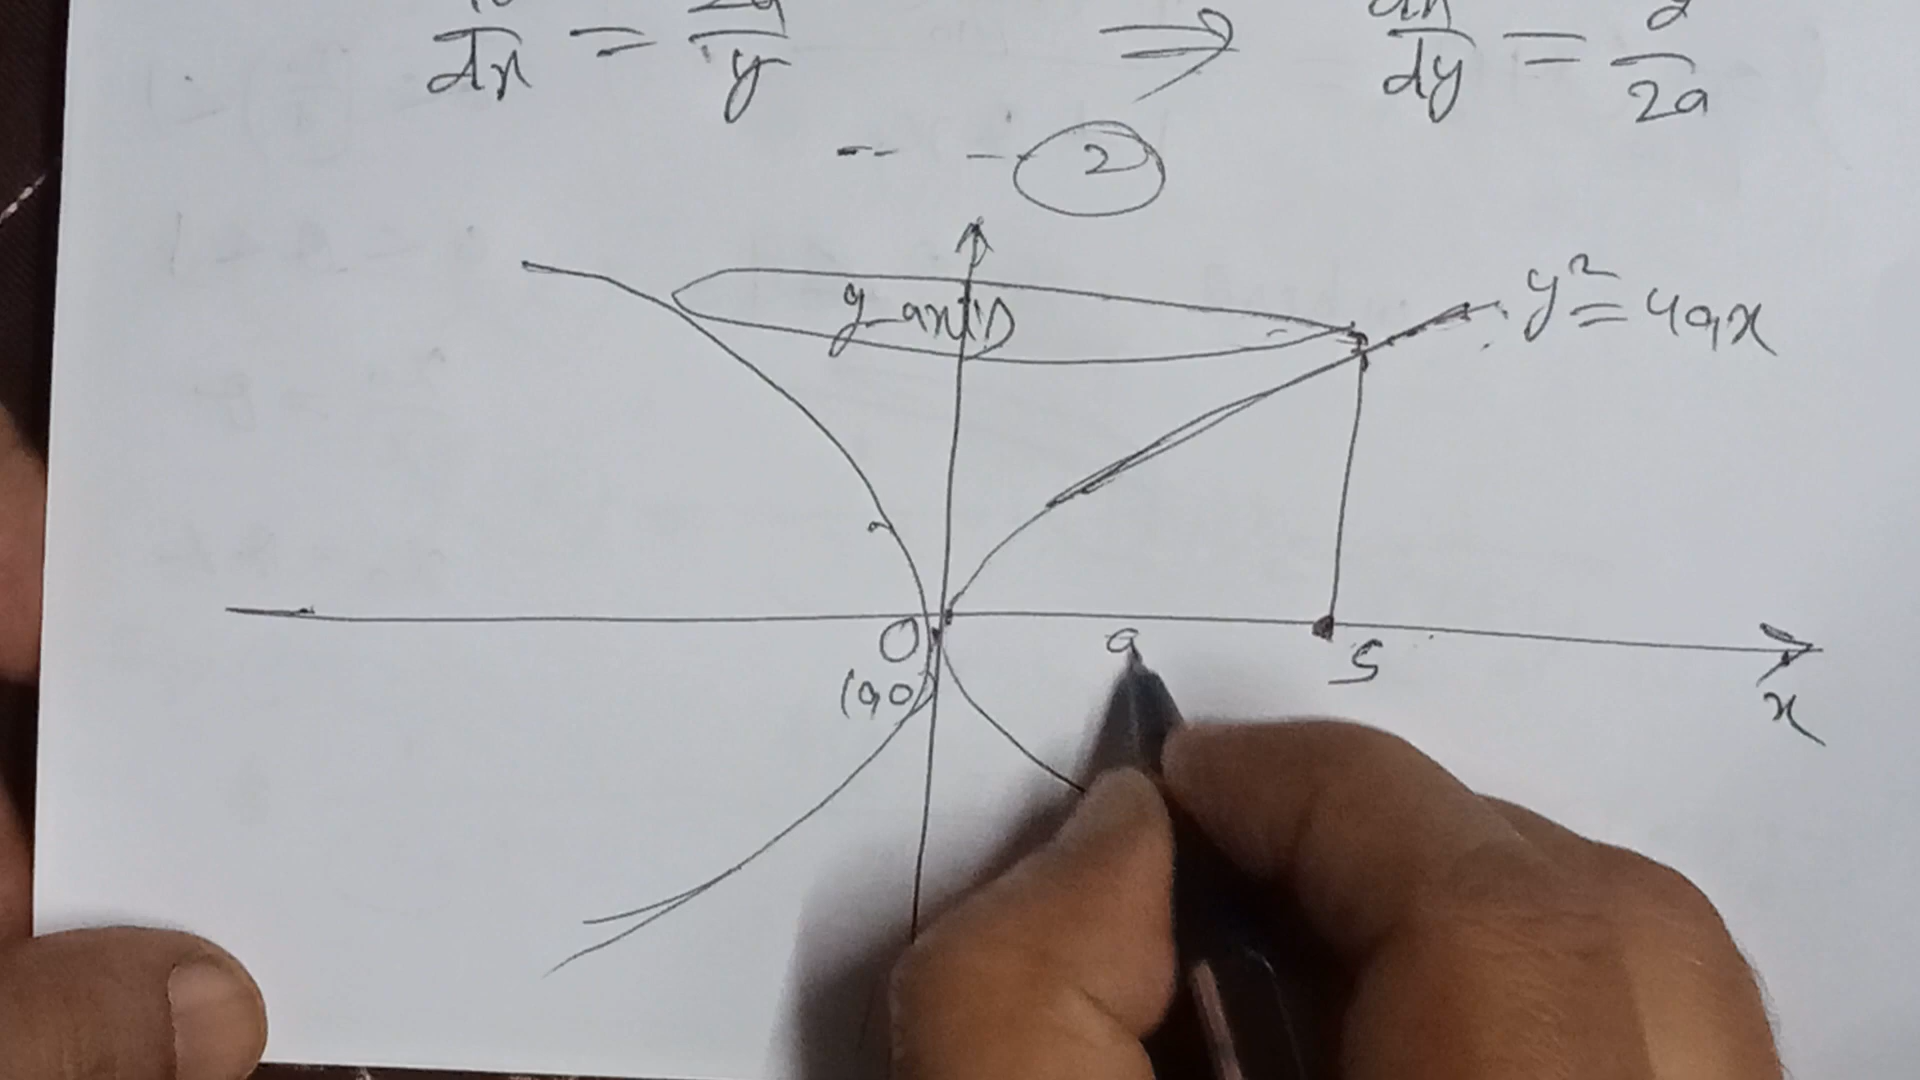 dx = y ⇒ dy = 2a
-- - 2
y-axis
y² = 4ax
O a S
(0,0) x